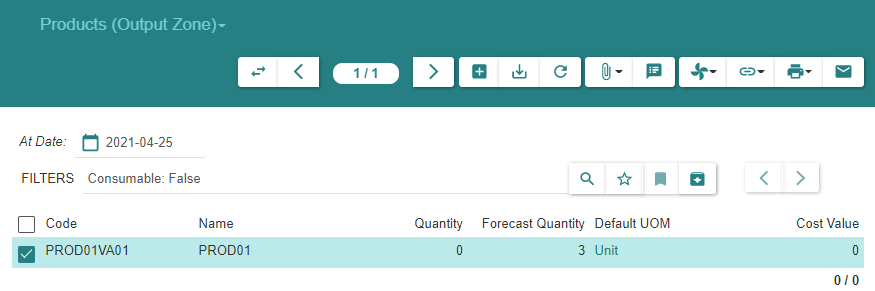 Products (Output Zone)
1 / 1
At Date: 2021-04-25
FILTERS Consumable: False
Code Name Quantity Forecast Quantity Default UOM Cost Value
PROD01VA01 PROD01 0 3 Unit 0
0 / 0